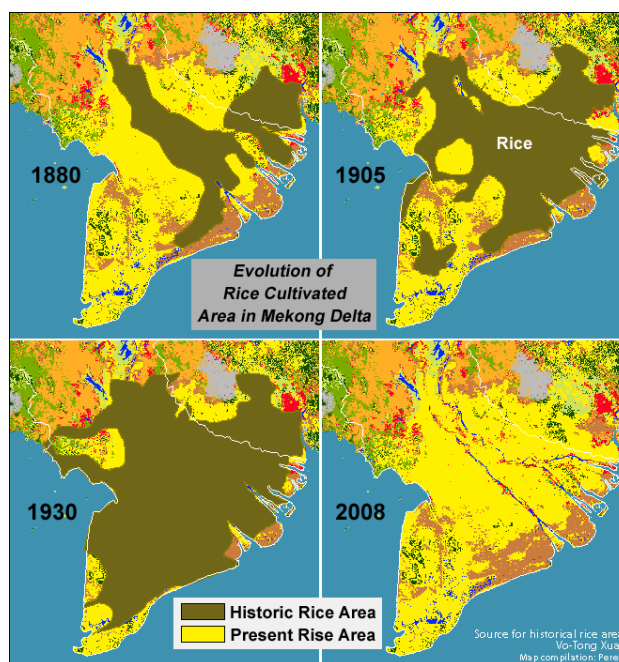 1880
1905
Rice
Evolution of
Rice Cultivated
Area in Mekong Delta
1930
2008
Historic Rice Area
Present Rise Area
Source for historical rice area
Vo-Tong Xua
Map compilation: Pere